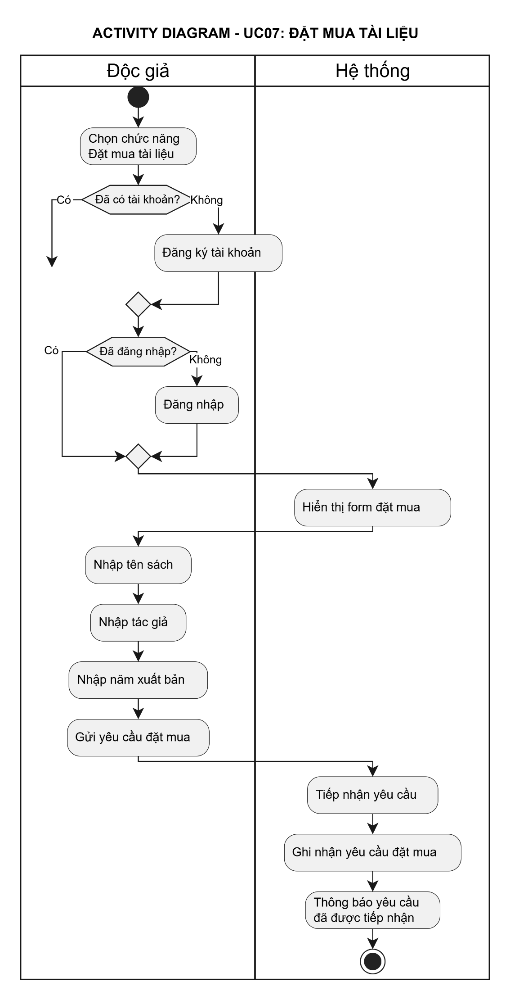 ACTIVITY DIAGRAM - UC07: ĐẶT MUA TÀI LIỆU
Độc giả
Hệ thống
Chọn chức năng
Đặt mua tài liệu
Đã có tài khoản?
Có
Không
Đăng ký tài khoản
Đã đăng nhập?
Có
Không
Đăng nhập
Hiển thị form đặt mua
Nhập tên sách
Nhập tác giả
Nhập năm xuất bản
Gửi yêu cầu đặt mua
Tiếp nhận yêu cầu
Ghi nhận yêu cầu đặt mua
Thông báo yêu cầu
đã được tiếp nhận